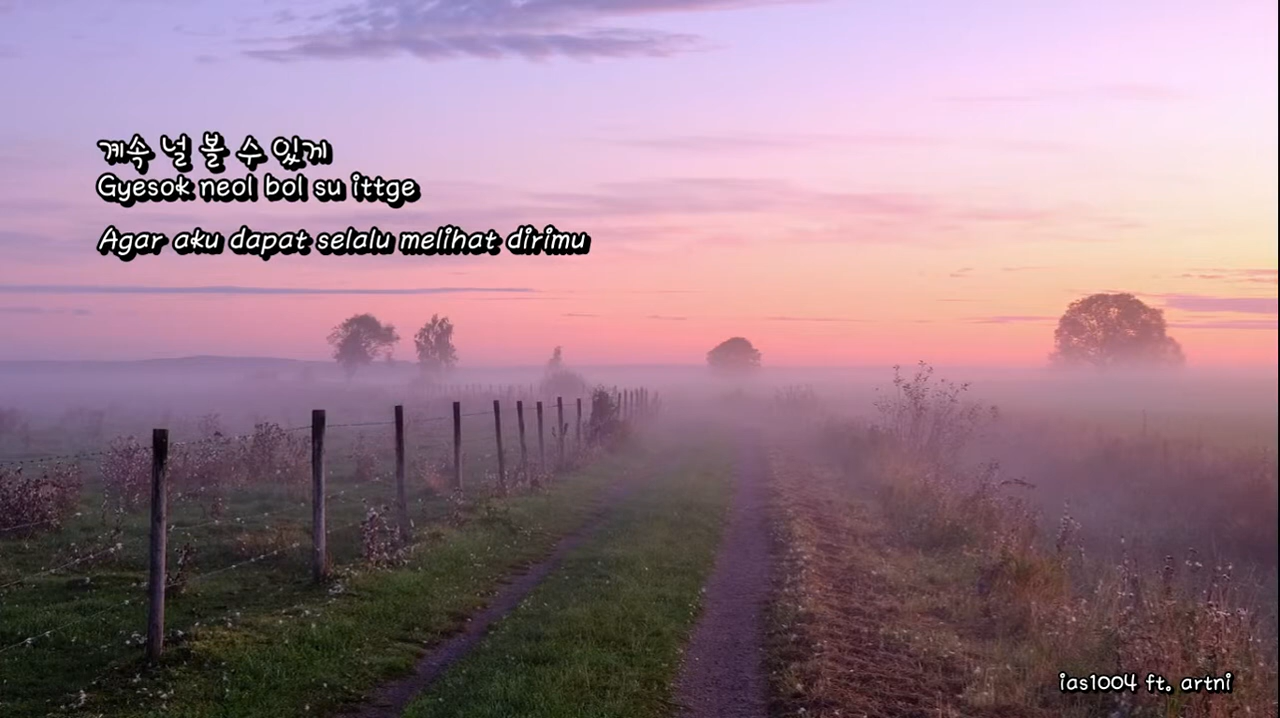 계속 널 볼 수 있게
Gyesok neol bol su ittge
Agar aku dapat selalu melihat dirimu
ias1004 ft. artni